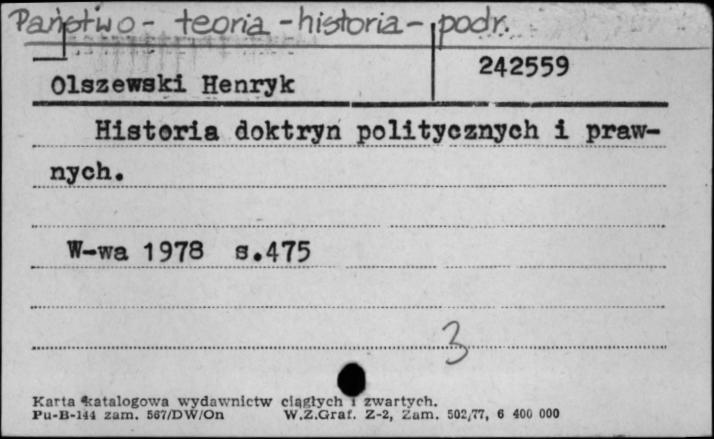 Państwo - teoria - historia - podr.
242559
Olszewski Henryk
Historia doktryn politycznych i praw-
nych.
W-wa 1978 s.475
3
Karta katalogowa wydawnictw ciągłych i zwartych.
Pu-B-144 zam. 567/DW/On W.Z.Graf. Z-2, Zam. 502/77, 6 400 000